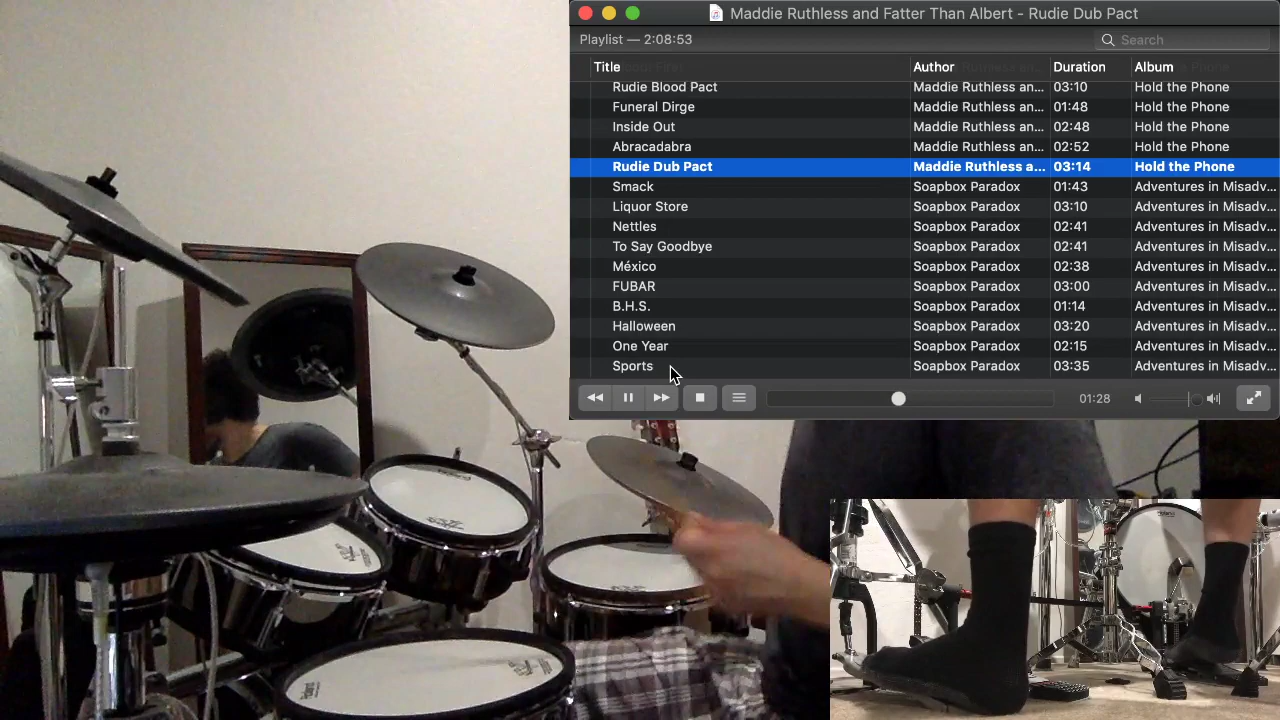 Maddie Ruthless and Fatter Than Albert - Rudie Dub Pact
Playlist — 2:08:53
Search
Title Author Duration Album
Rudie Blood Pact Maddie Ruthless an... 03:10 Hold the Phone
Funeral Dirge Maddie Ruthless an... 01:48 Hold the Phone
Inside Out Maddie Ruthless an... 02:48 Hold the Phone
Abracadabra Maddie Ruthless an... 02:52 Hold the Phone
Rudie Dub Pact Maddie Ruthless a... 03:14 Hold the Phone
Smack Soapbox Paradox 01:43 Adventures in Misadv...
Liquor Store Soapbox Paradox 03:10 Adventures in Misadv...
Nettles Soapbox Paradox 02:41 Adventures in Misadv...
To Say Goodbye Soapbox Paradox 02:41 Adventures in Misadv...
México Soapbox Paradox 02:38 Adventures in Misadv...
FUBAR Soapbox Paradox 03:00 Adventures in Misadv...
B.H.S. Soapbox Paradox 01:14 Adventures in Misadv...
Halloween Soapbox Paradox 03:20 Adventures in Misadv...
One Year Soapbox Paradox 02:15 Adventures in Misadv...
Sports Soapbox Paradox 03:35 Adventures in Misadv...
01:28
Roland